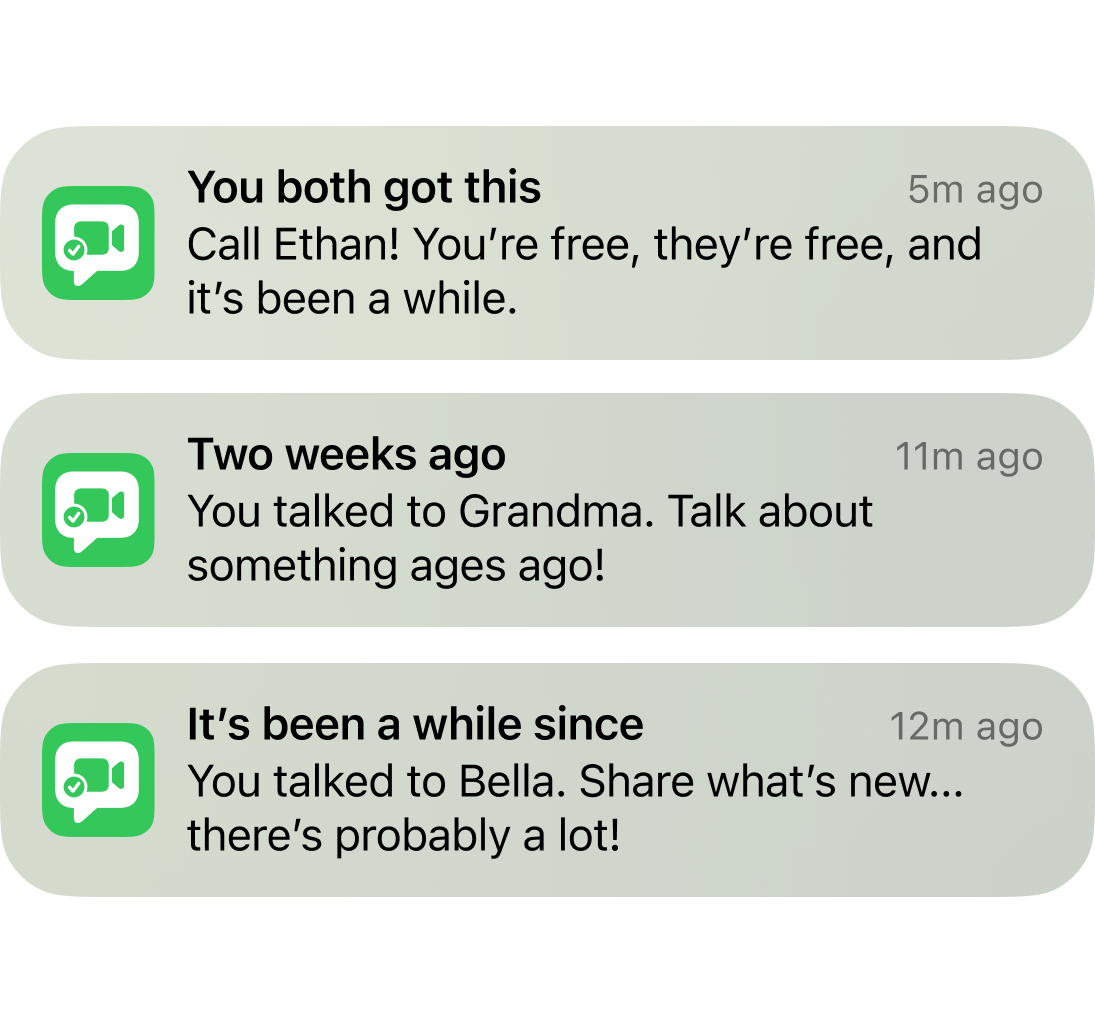 You both got this
5m ago
Call Ethan! You’re free, they’re free, and
it’s been a while.
Two weeks ago
11m ago
You talked to Grandma. Talk about
something ages ago!
It’s been a while since
12m ago
You talked to Bella. Share what’s new...
there’s probably a lot!